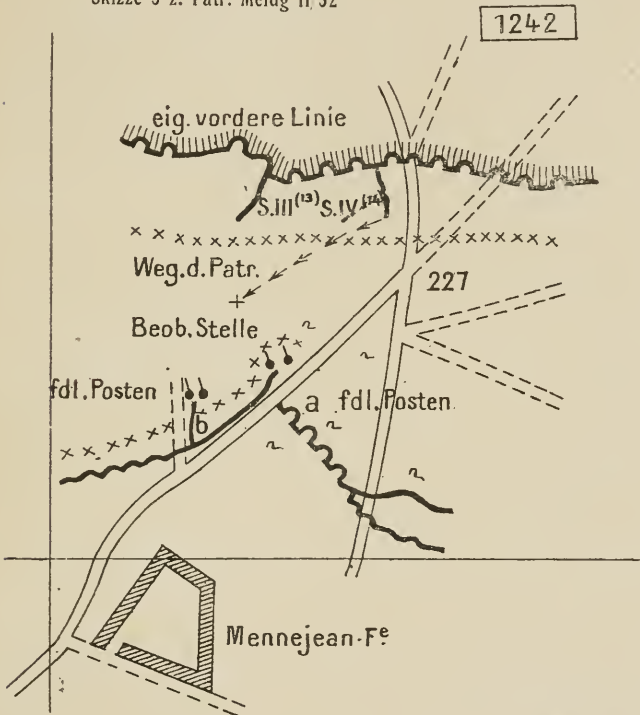 Skizze 3 z. Patr. Meldg II/52
1242
eig. vordere Linie
S.III⁽¹³⁾ S.IV⁽¹⁴⁾
Weg. d. Patr.
227
Beob. Stelle
fdl. Posten
a fdl. Posten
b
Mennejean-Fe